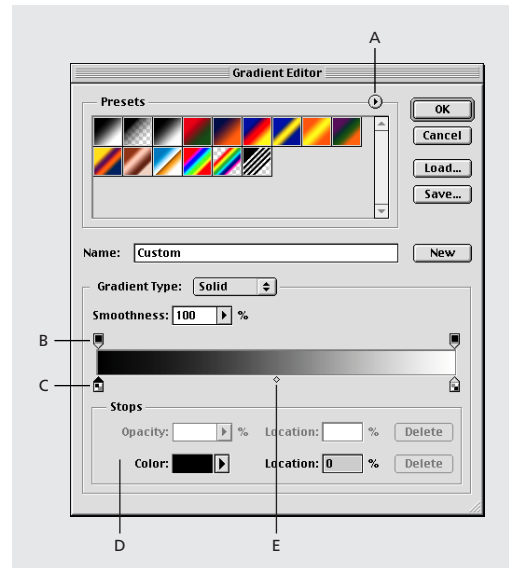 A
Gradient Editor
Presets
OK
Cancel
Load...
Save...
Name: Custom
New
Gradient Type: Solid
Smoothness: 100 %
B
C
Stops
Opacity: % Location: % Delete
Color: Location: 0 % Delete
D
E